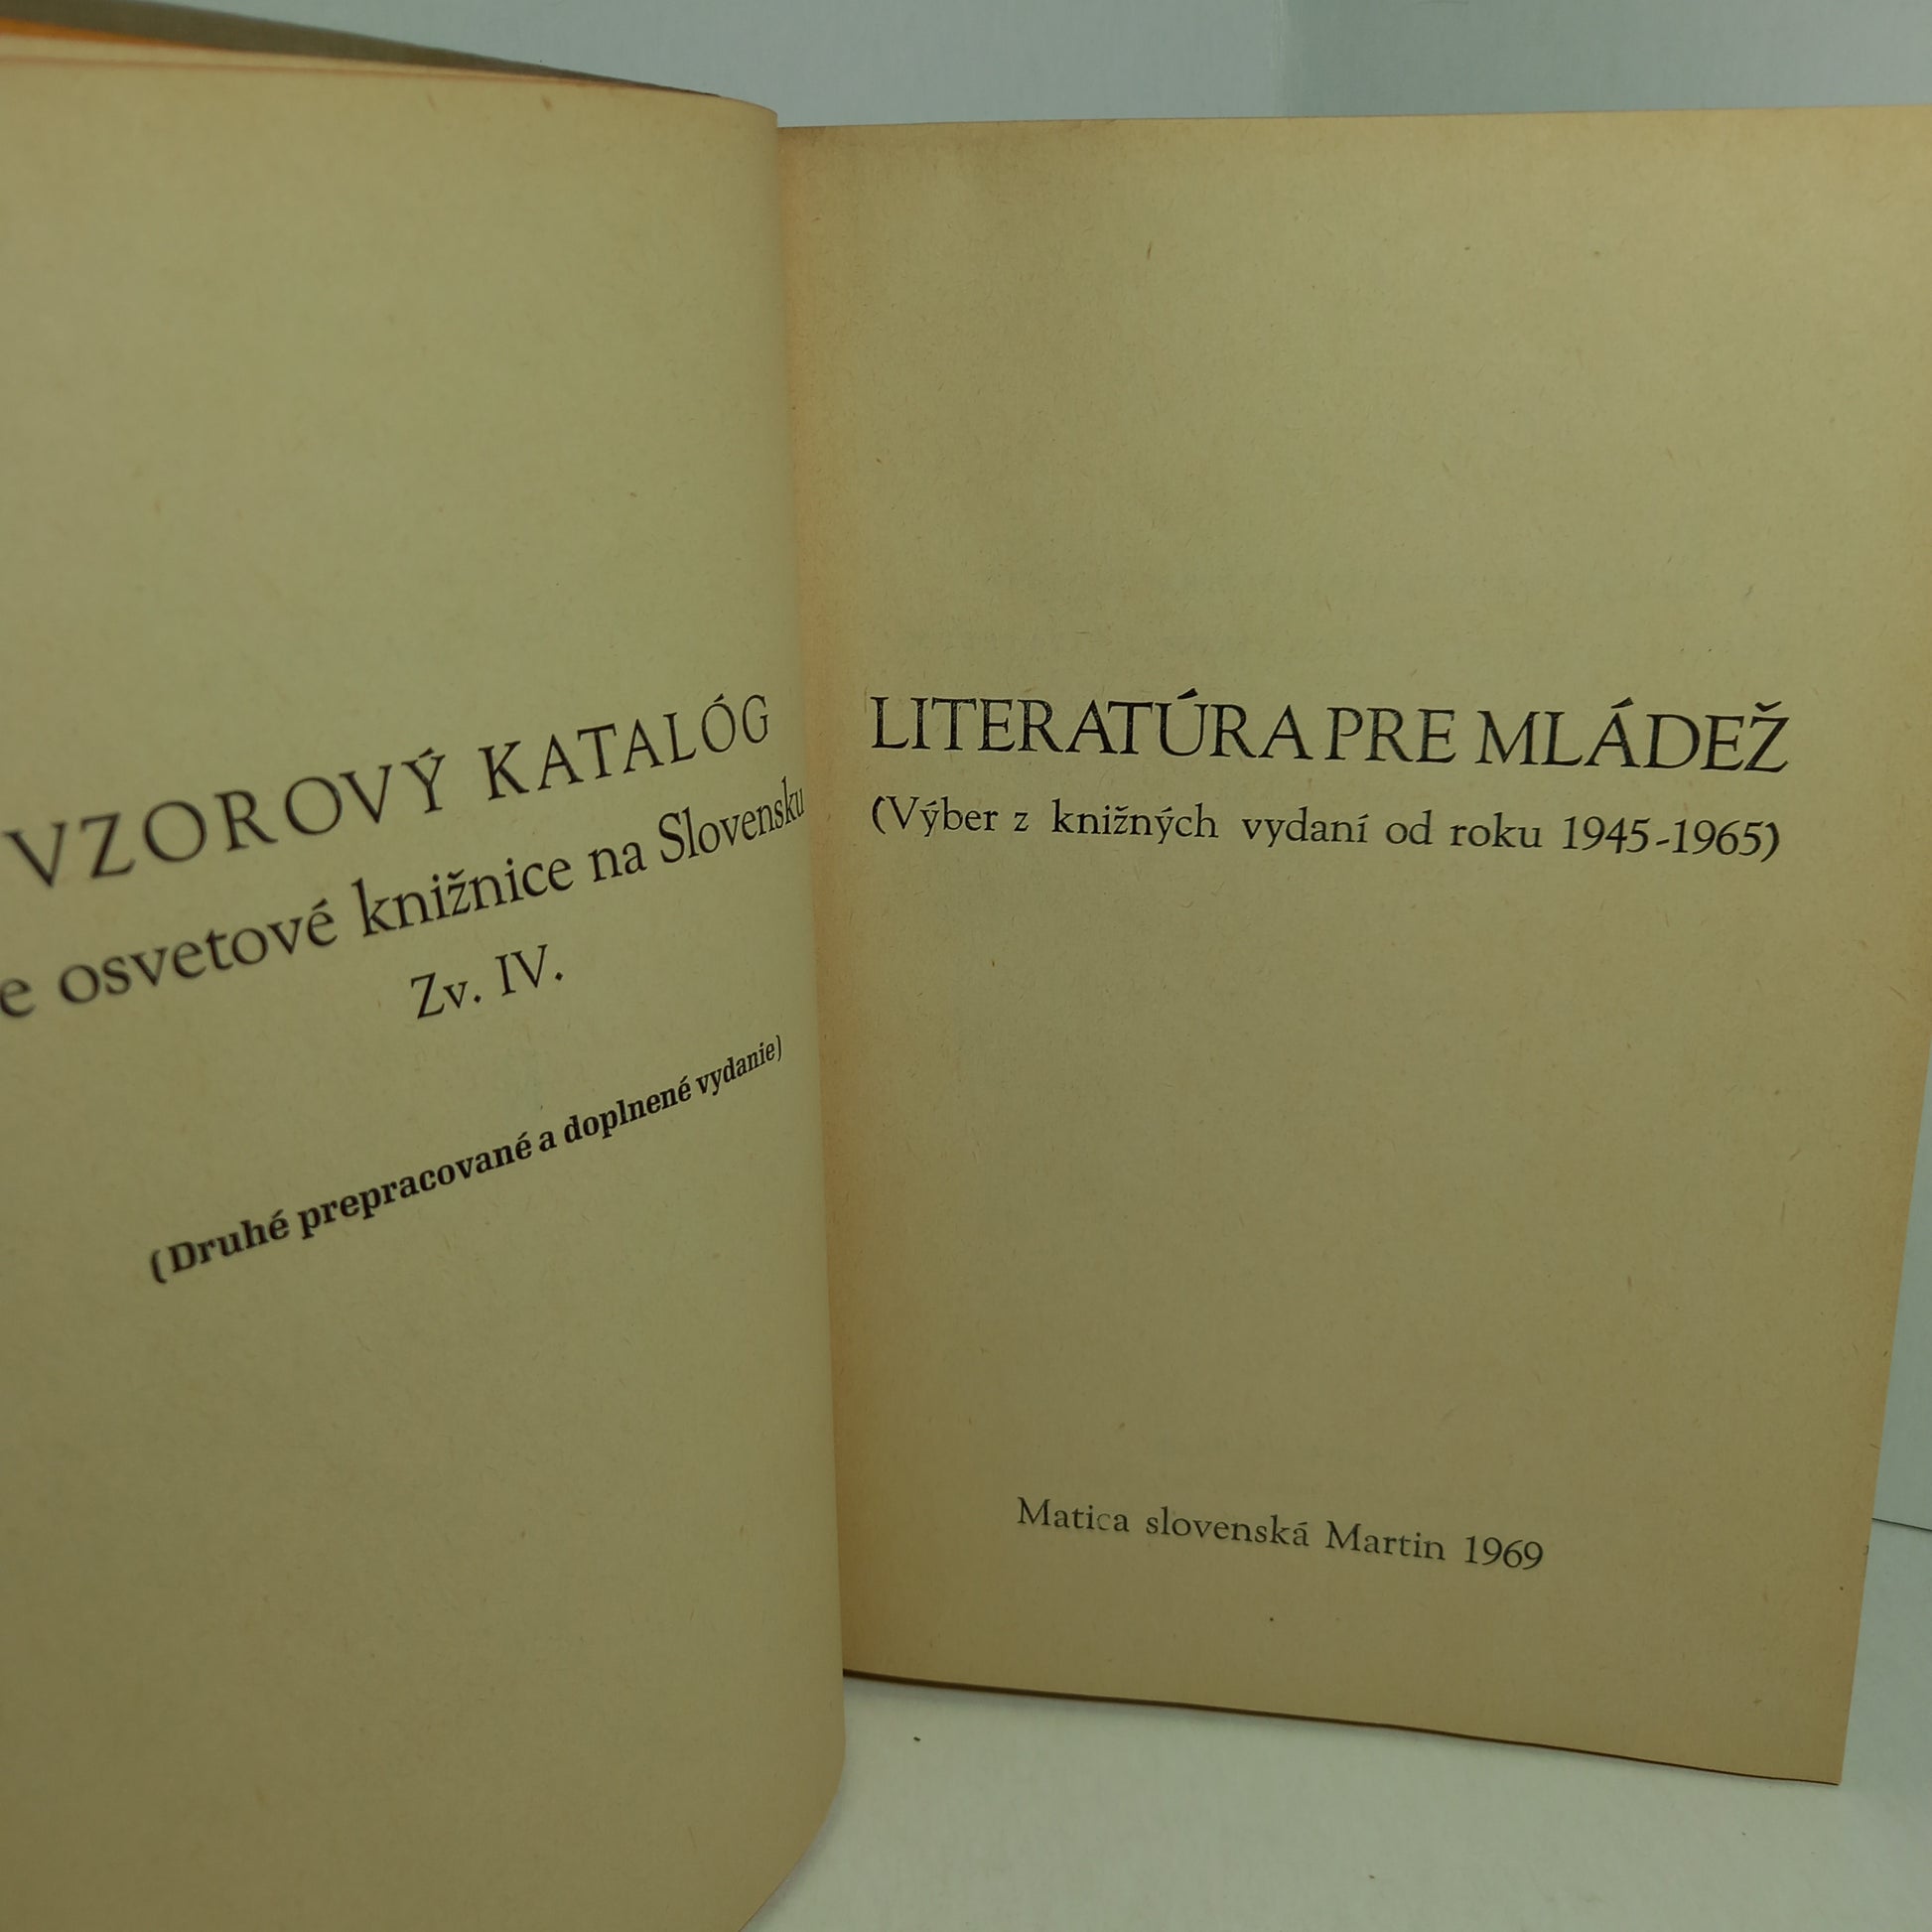 VZOROVÝ KATALÓG
osvetové knižnice na Slovensku
Zv. IV.
(Druhé prepracované a doplnené vydanie)
LITERATÚRA PRE MLÁDEŽ
(Výber z knižných vydaní od roku 1945-1965)
Matica slovenská Martin 1969